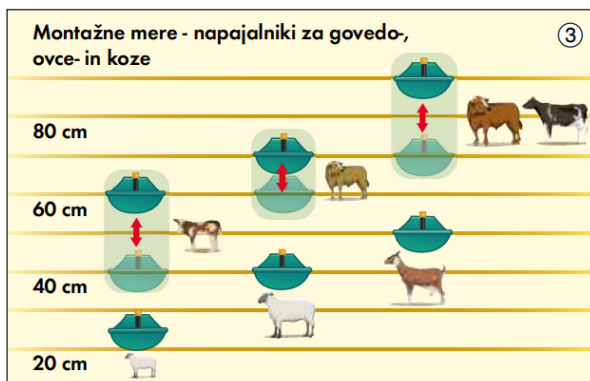 Montažne mere - napajalniki za govedo-,
ovce- in koze
3
80 cm
60 cm
40 cm
20 cm